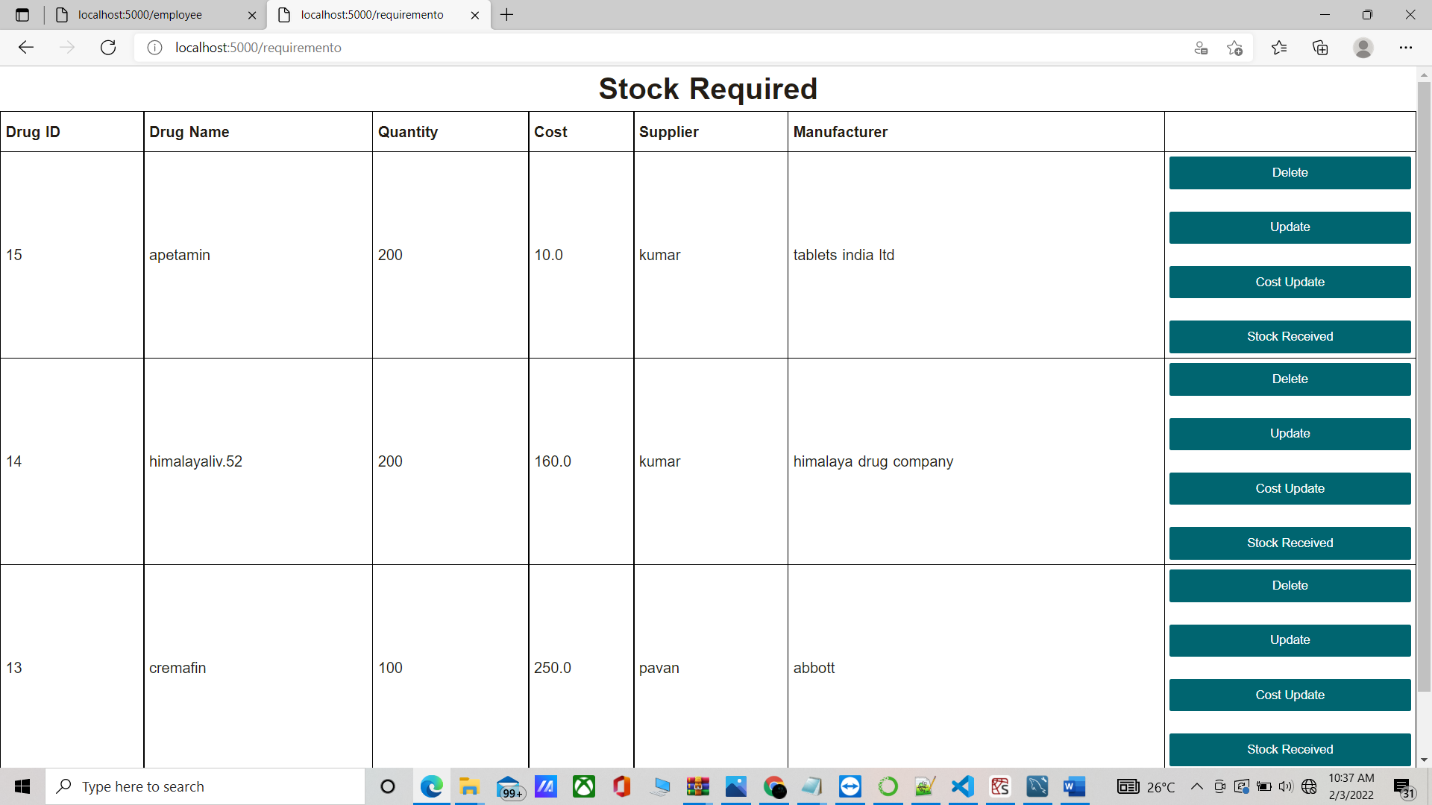 localhost:5000/employee
localhost:5000/requiremento
localhost:5000/requiremento
Stock Required
Drug ID Drug Name Quantity Cost Supplier Manufacturer
Delete
Update
15 apetamin 200 10.0 kumar tablets india ltd
Cost Update
Stock Received
Delete
Update
14 himalayaliv.52 200 160.0 kumar himalaya drug company
Cost Update
Stock Received
Delete
Update
13 cremafin 100 250.0 pavan abbott
Cost Update
Stock Received
Type here to search
99+
26°C
10:37 AM
2/3/2022
31